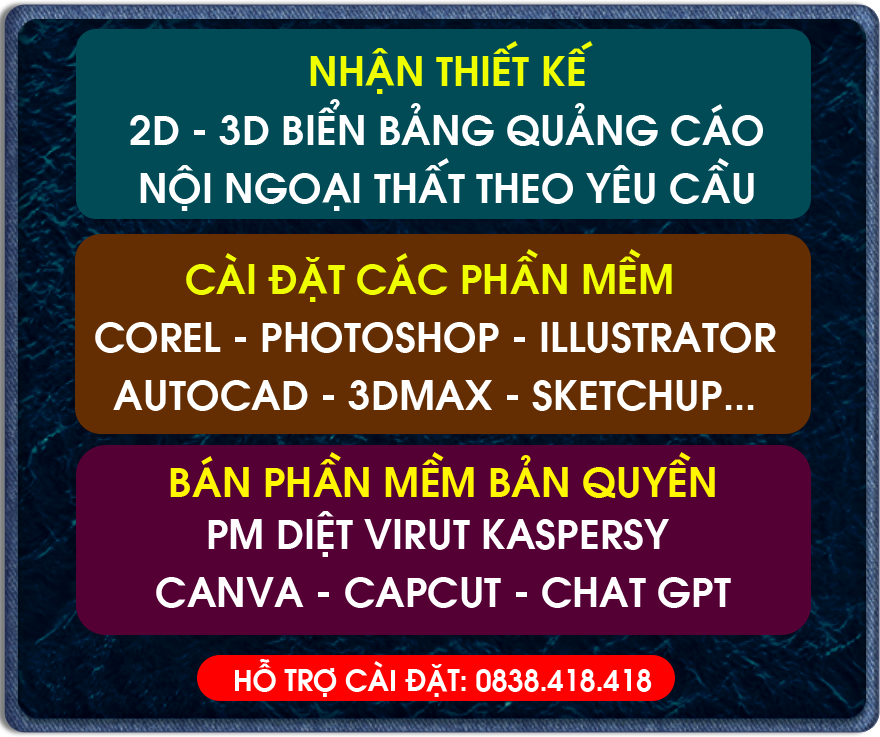 NHẬN THIẾT KẾ
2D - 3D BIỂN BẢNG QUẢNG CÁO
NỘI NGOẠI THẤT THEO YÊU CẦU
CÀI ĐẶT CÁC PHẦN MỀM
COREL - PHOTOSHOP - ILLUSTRATOR
AUTOCAD - 3DMAX - SKETCHUP...
BÁN PHẦN MỀM BẢN QUYỀN
PM DIỆT VIRUT KASPERSY
CANVA - CAPCUT - CHAT GPT
HỖ TRỢ CÀI ĐẶT: 0838.418.418